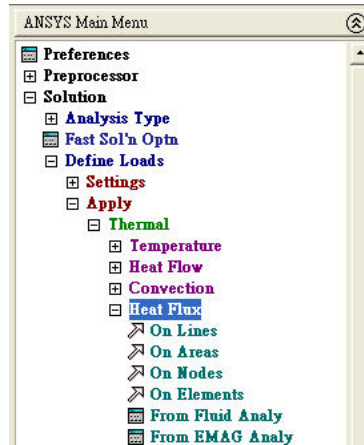 ANSYS Main Menu
Preferences
Preprocessor
Solution
Analysis Type
Fast Sol'n Optn
Define Loads
Settings
Apply
Thermal
Temperature
Heat Flow
Convection
Heat Flux
On Lines
On Areas
On Nodes
On Elements
From Fluid Analy
From EMAG Analy